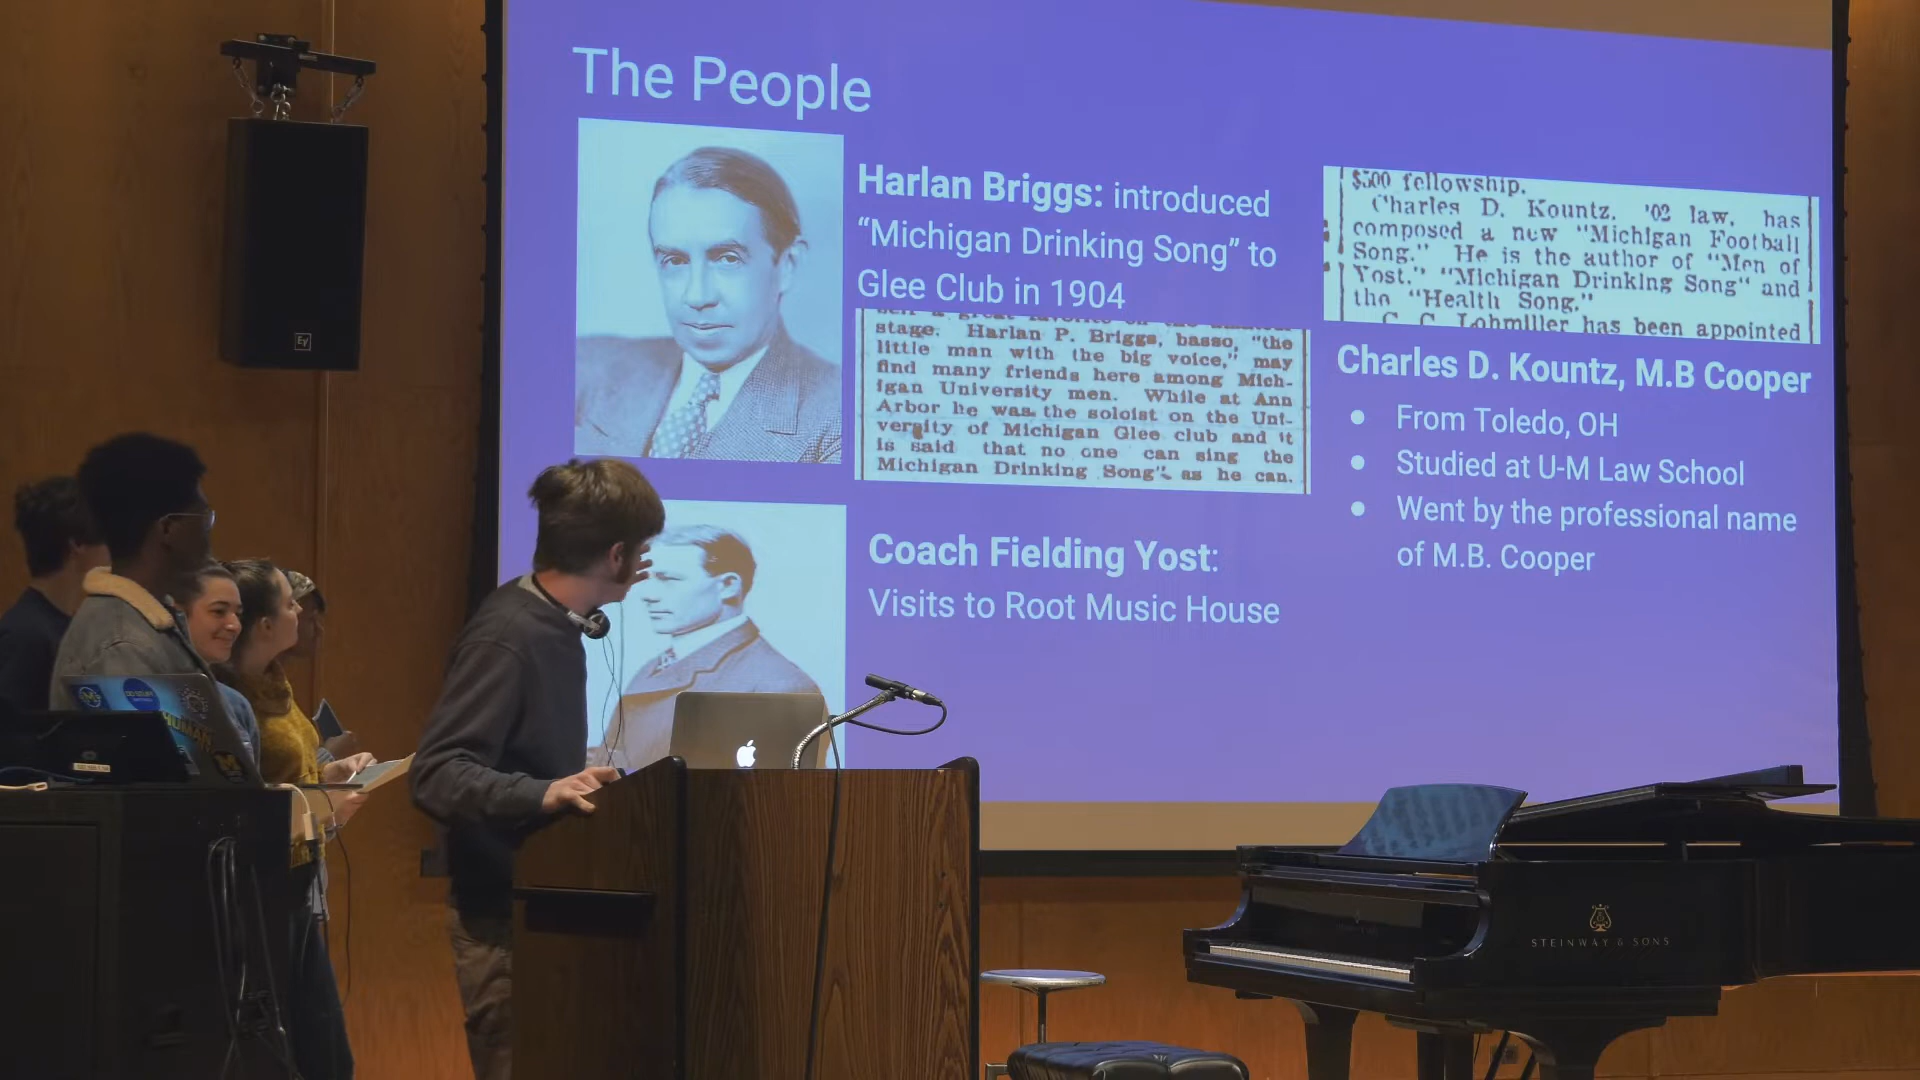 The People
Harlan Briggs: introduced
“Michigan Drinking Song” to
Glee Club in 1904
stage. Harlan P. Briggs, basso, "the
little man with the big voice," may
find many friends here among Mich-
igan University men. While at Ann
Arbor he was the soloist on the Uni-
versity of Michigan Glee club and it
is said that no one can sing the
Michigan Drinking Song" as he can.
Coach Fielding Yost:
Visits to Root Music House
$500 fellowship.
Charles D. Kountz, '02 law, has
composed a new "Michigan Football
Song." He is the author of "Men of
Yost," "Michigan Drinking Song" and
the "Health Song."
C. C. Lohmiller has been appointed
Charles D. Kountz, M.B Cooper
● From Toledo, OH
● Studied at U-M Law School
● Went by the professional name
of M.B. Cooper
EV
HUMAN
M
STEINWAY & SONS